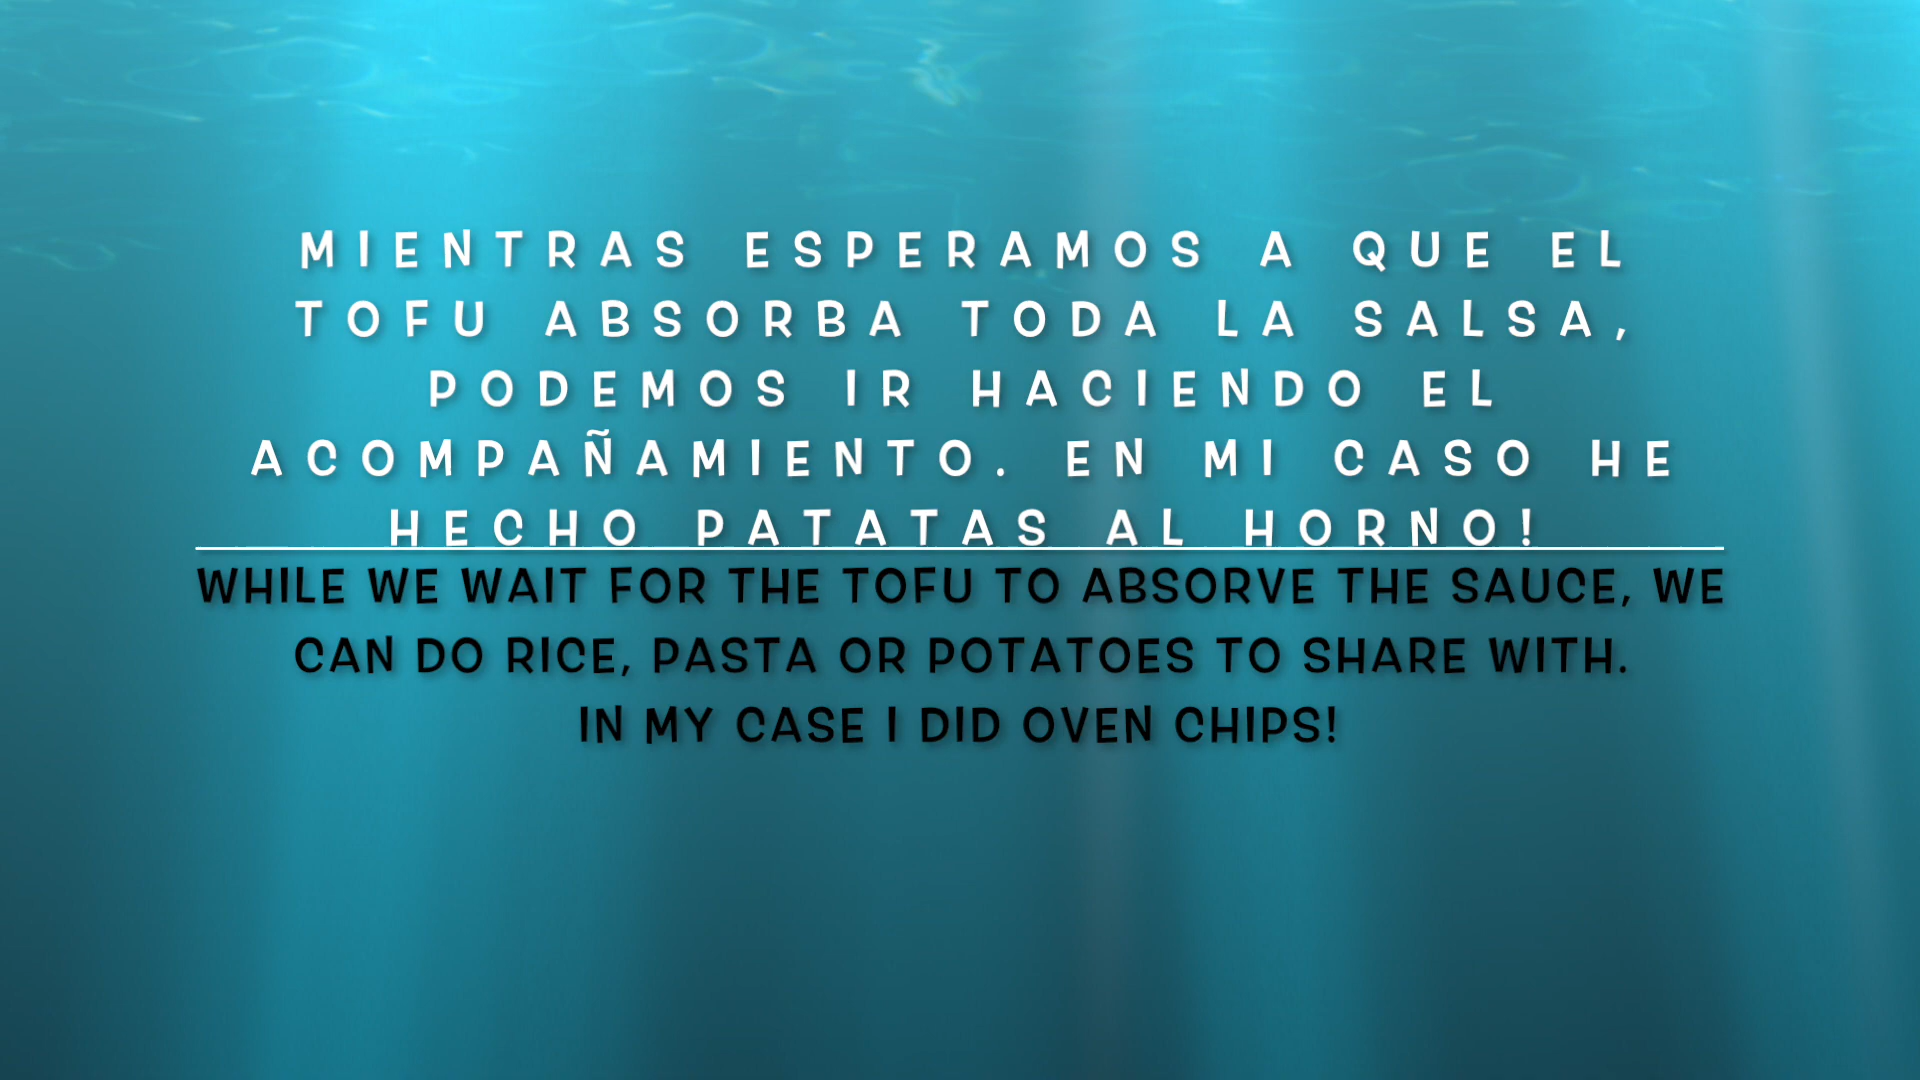 MIENTRAS ESPERAMOS A QUE EL
TOFU ABSORBA TODA LA SALSA,
PODEMOS IR HACIENDO EL
ACOMPAÑAMIENTO. EN MI CASO HE
HECHO PATATAS AL HORNO!
WHILE WE WAIT FOR THE TOFU TO ABSORVE THE SAUCE, WE
CAN DO RICE, PASTA OR POTATOES TO SHARE WITH.
IN MY CASE I DID OVEN CHIPS!